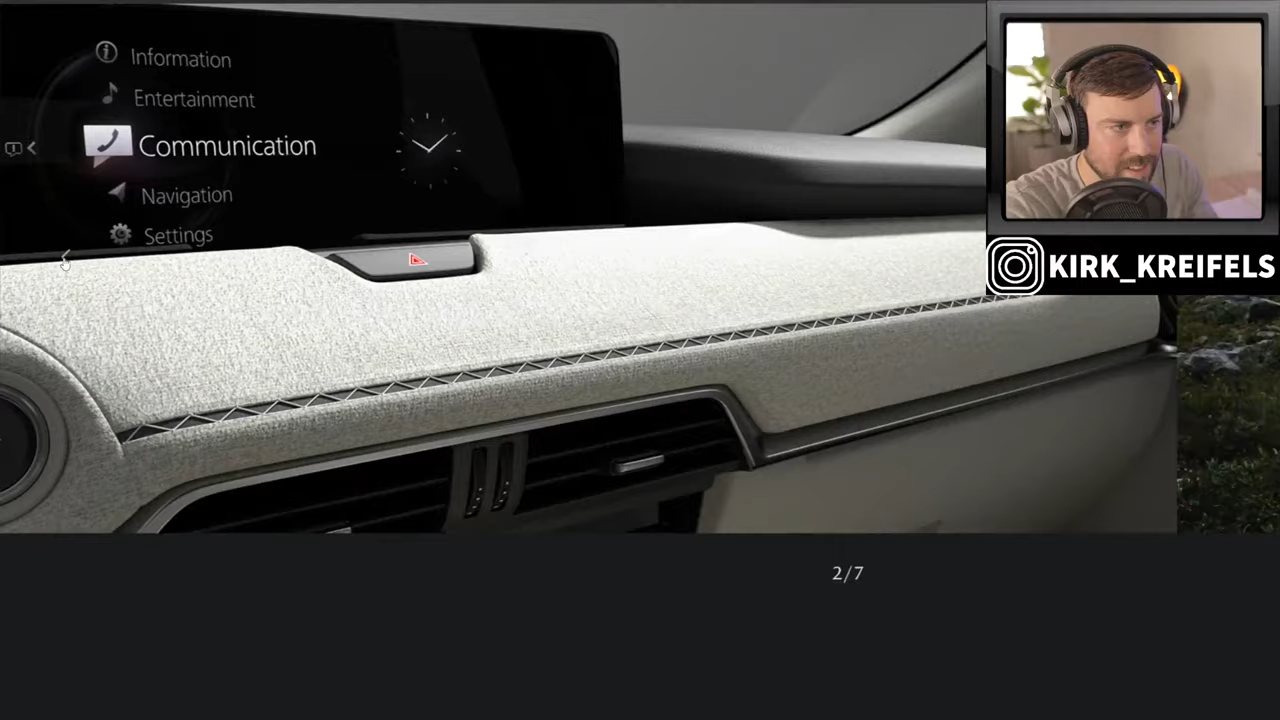 Information
Entertainment
Communication
Navigation
Settings
KIRK_KREIFELS
2/7